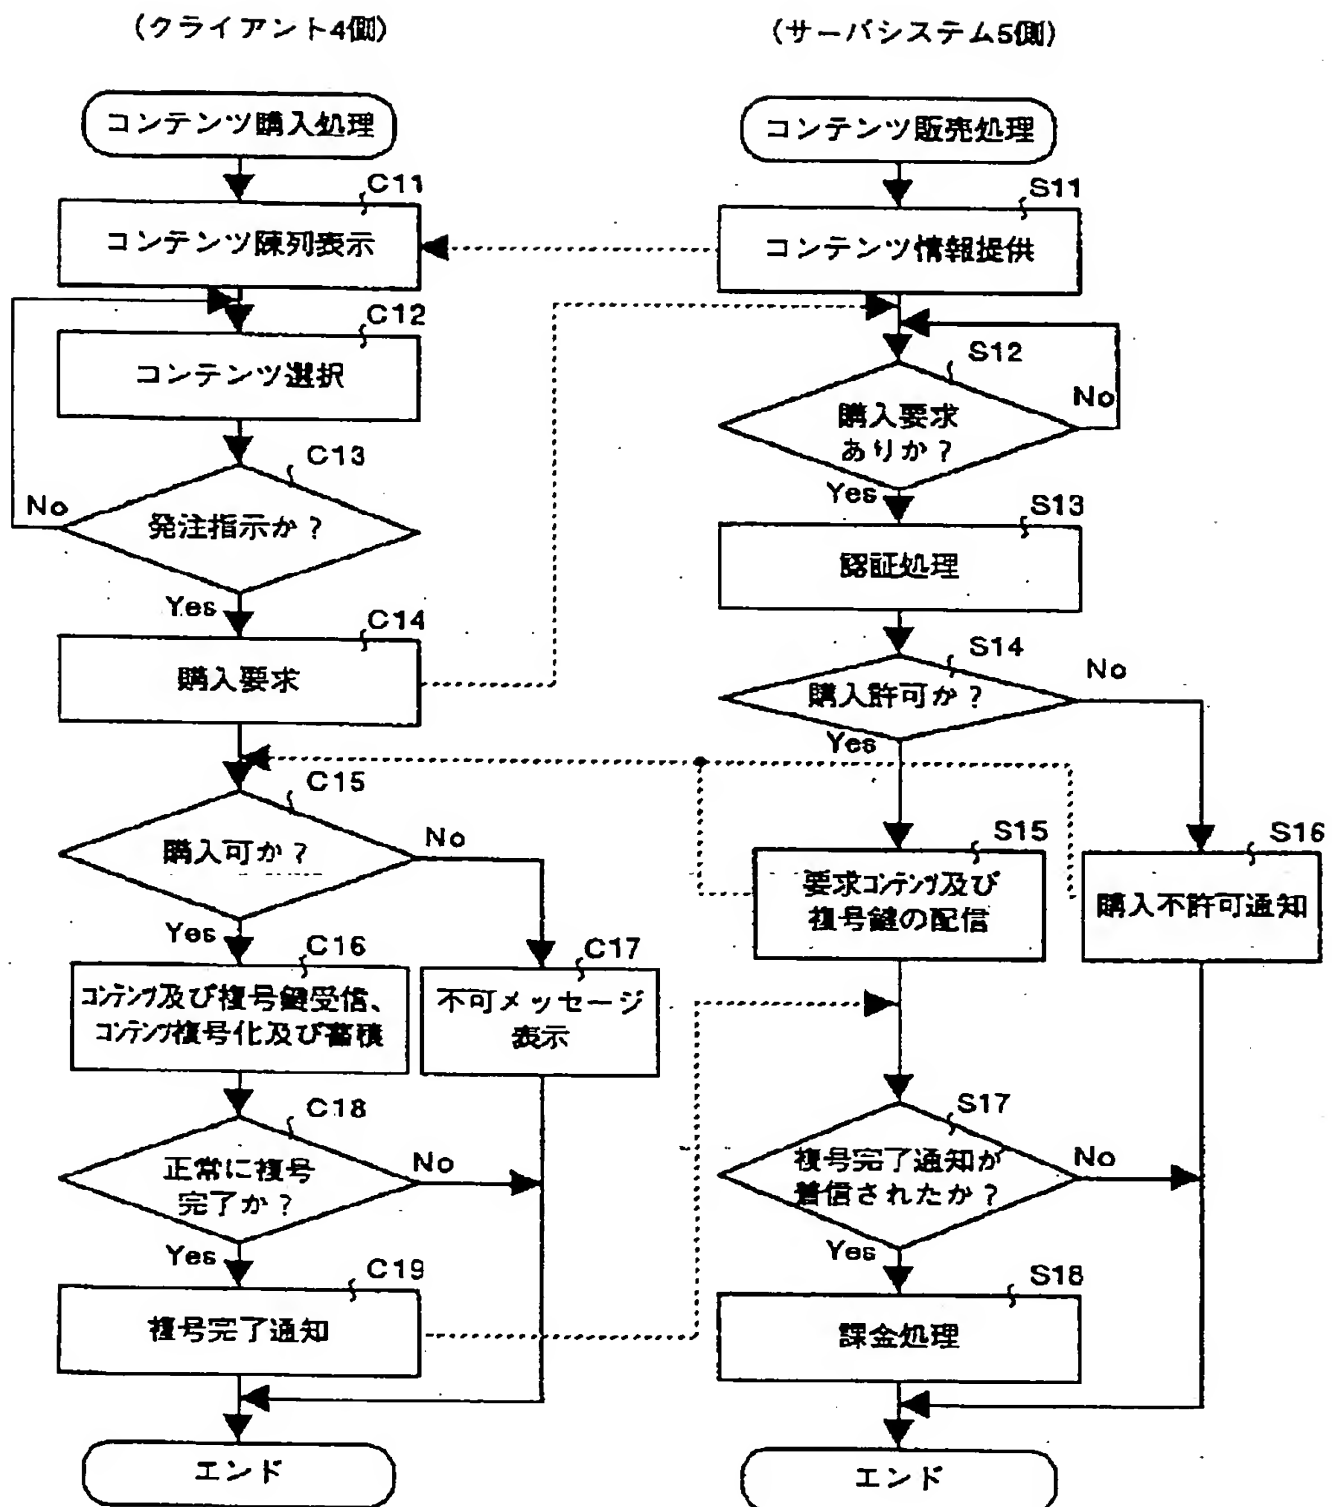 (クライアント4側)
コンテンツ購入処理
C11
コンテンツ陳列表示
C12
コンテンツ選択
C13
発注指示か?
No
Yes
C14
購入要求
C15
購入可か?
No
Yes
C16
コンテンツ及び複号鍵受信、
コンテンツ複号化及び蓄積
C17
不可メッセージ
表示
C18
正常に複号
完了か?
No
Yes
C19
複号完了通知
エンド
(サーバシステム5側)
コンテンツ販売処理
S11
コンテンツ情報提供
S12
購入要求
ありか?
No
Yes
S13
認証処理
S14
購入許可か?
No
Yes
S15
要求コンテンツ及び
複号鍵の配信
S16
購入不許可通知
S17
複号完了通知が
着信されたか?
No
Yes
S18
課金処理
エンド